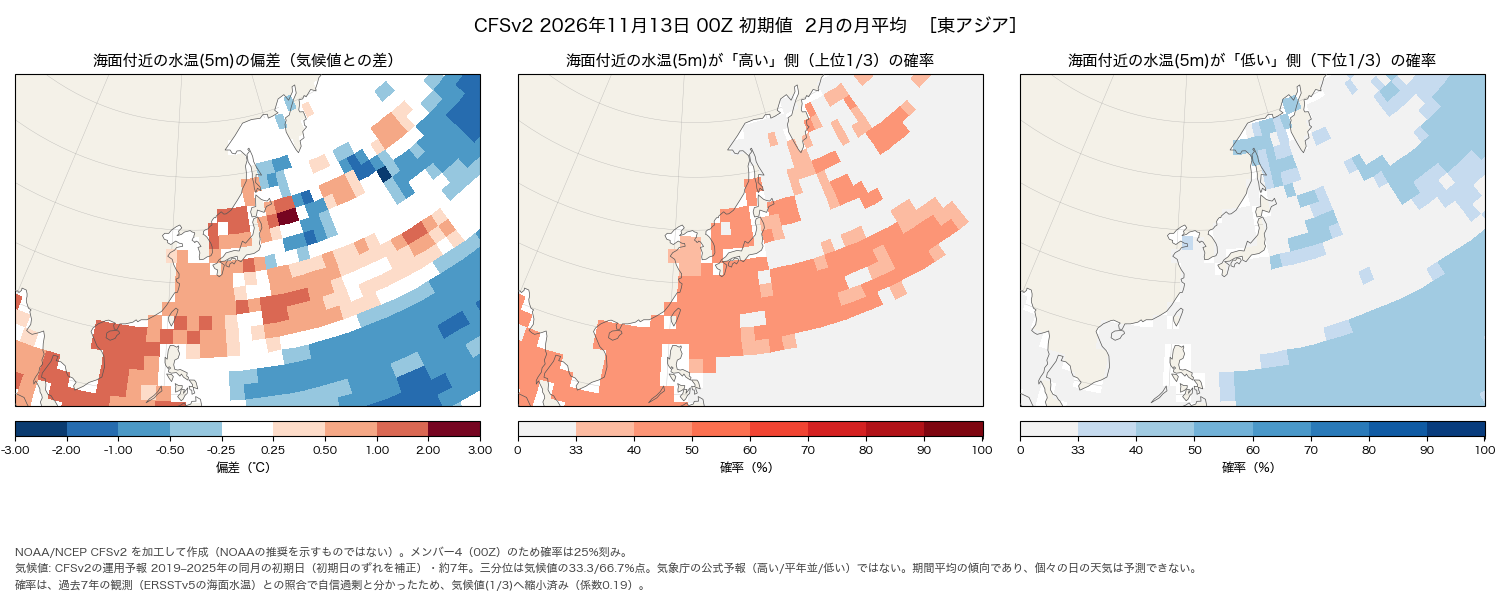 CFSv2 2026年11月13日 00Z 初期値 2月の月平均 ［東アジア］
海面付近の水温(5m)の偏差（気候値との差）
海面付近の水温(5m)が「高い」側（上位1/3）の確率
海面付近の水温(5m)が「低い」側（下位1/3）の確率
-3.00 -2.00 -1.00 -0.50 -0.25 0.25 0.50 1.00 2.00 3.00
偏差（℃）
0 33 40 50 60 70 80 90 100
確率（%）
0 33 40 50 60 70 80 90 100
確率（%）
NOAA/NCEP CFSv2 を加工して作成（NOAAの推奨を示すものではない）。メンバー4（00Z）のため確率は25%刻み。
気候値: CFSv2の運用予報 2019–2025年の同月の初期日（初期日のずれを補正）・約7年。三分位は気候値の33.3/66.7%点。気象庁の公式予報（高い/平年並/低い）ではない。期間平均の傾向であり、個々の日の天気は予測できない。
確率は、過去7年の観測（ERSSTv5の海面水温）との照合で自信過剰と分かったため、気候値(1/3)へ縮小済み（係数0.19）。